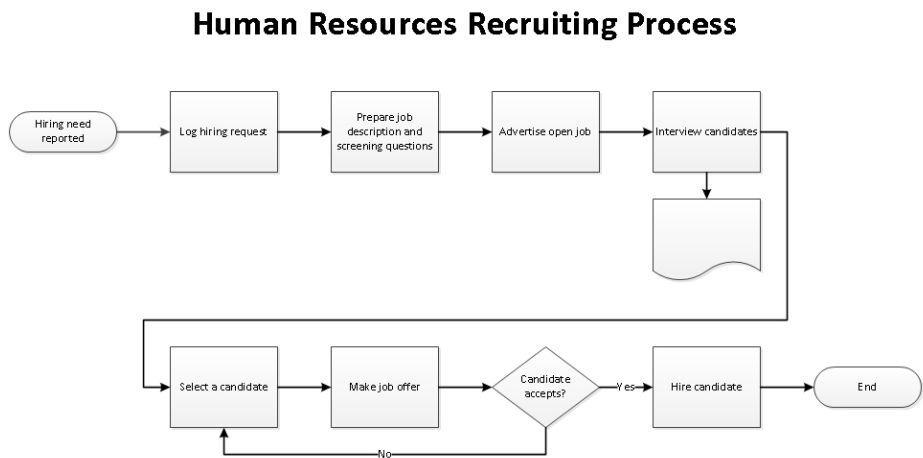 Human Resources Recruiting Process
Hiring need
reported
Log hiring request
Prepare job
description and
screening questions
Advertise open job
Interview candidates
Select a candidate
Make job offer
Candidate
accepts?
Yes
Hire candidate
End
No